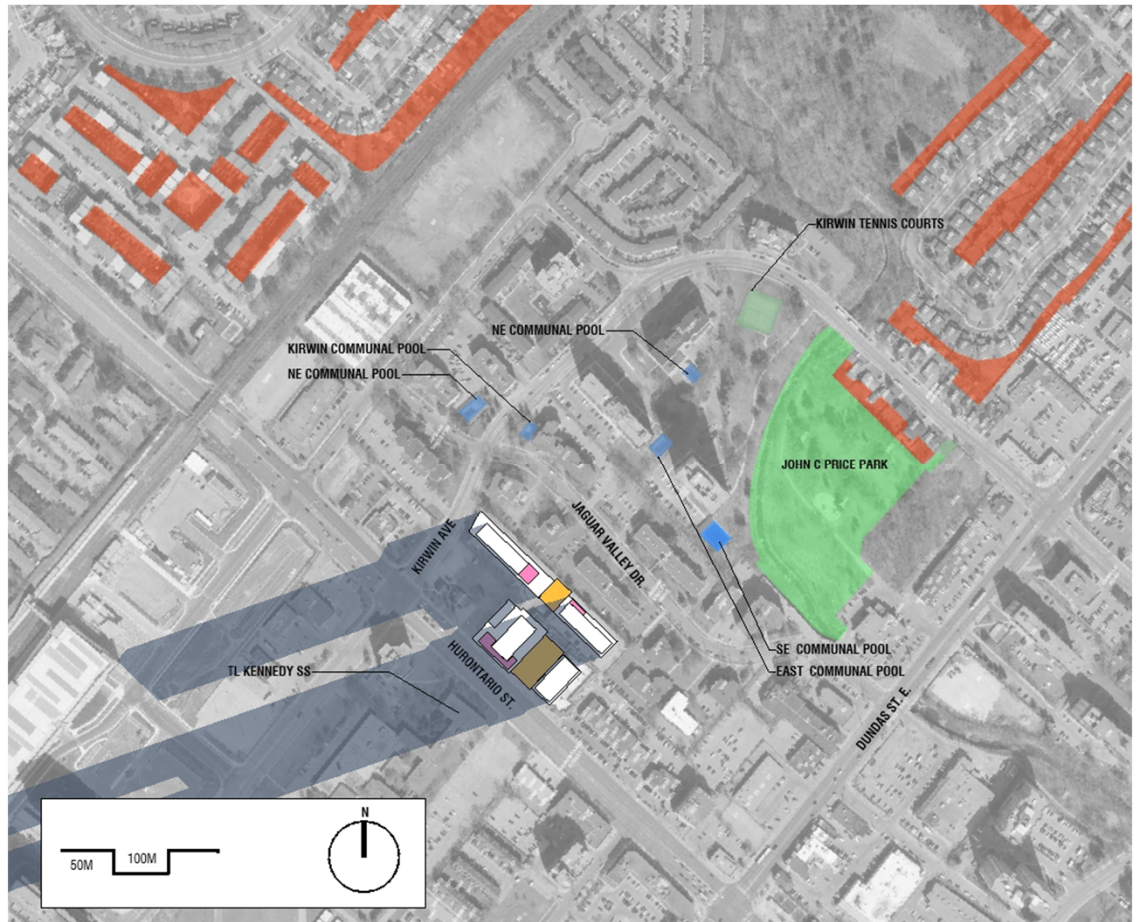 KIRWIN TENNIS COURTS
NE COMMUNAL POOL
KIRWIN COMMUNAL POOL
NE COMMUNAL POOL
JOHN C PRICE PARK
KIRWIN AVE
JAGUAR VALLEY DR.
HURONTARIO ST.
TL KENNEDY SS
SE COMMUNAL POOL
EAST COMMUNAL POOL
DUNDAS ST. E.
N
50M
100M